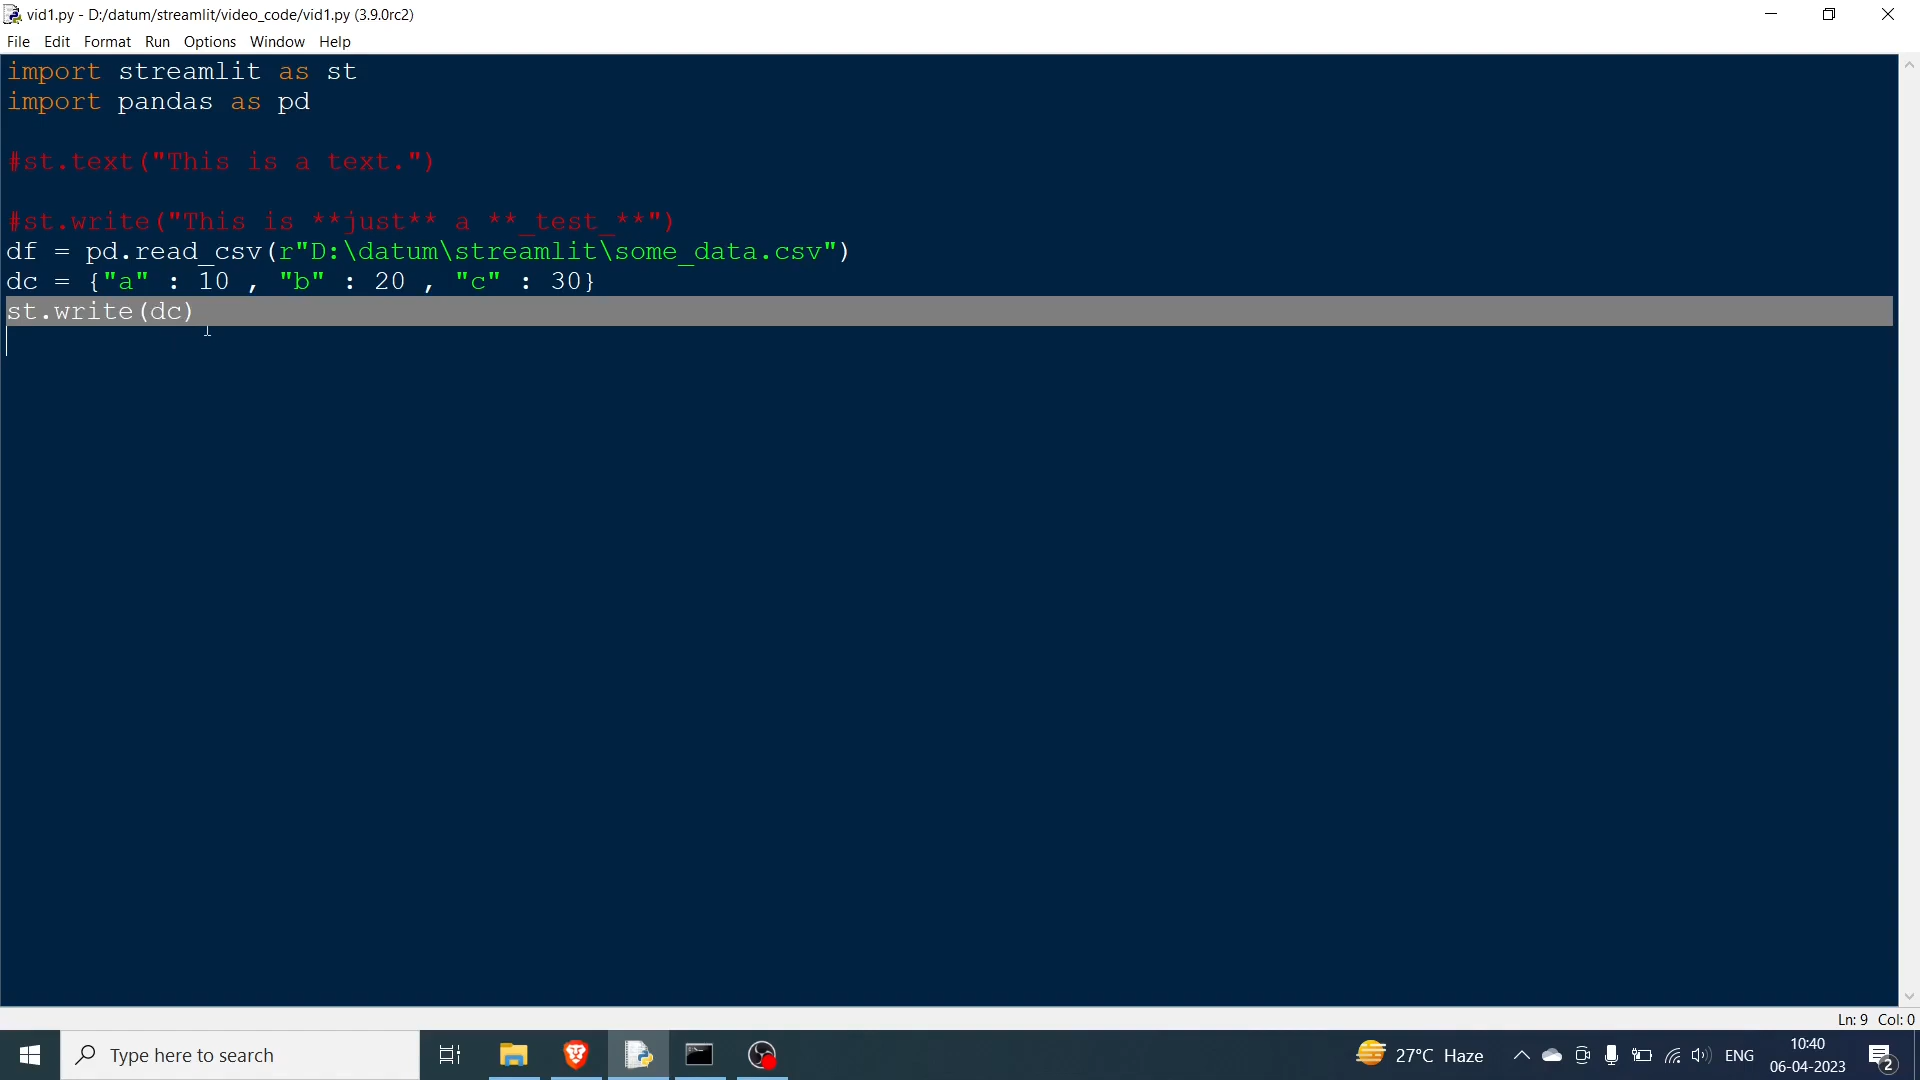 vid1.py - D:/datum/streamlit/video_code/vid1.py (3.9.0rc2)
File Edit Format Run Options Window Help
import streamlit as st
import pandas as pd
#st.text("This is a text.")
#st.write("This is **just** a **_test_**")
df = pd.read_csv(r"D:\datum\streamlit\some_data.csv")
dc = {"a" : 10 , "b" : 20 , "c" : 30}
st.write(dc)
Ln: 9 Col: 0
Type here to search
27°C Haze
ENG
10:40
06-04-2023
2